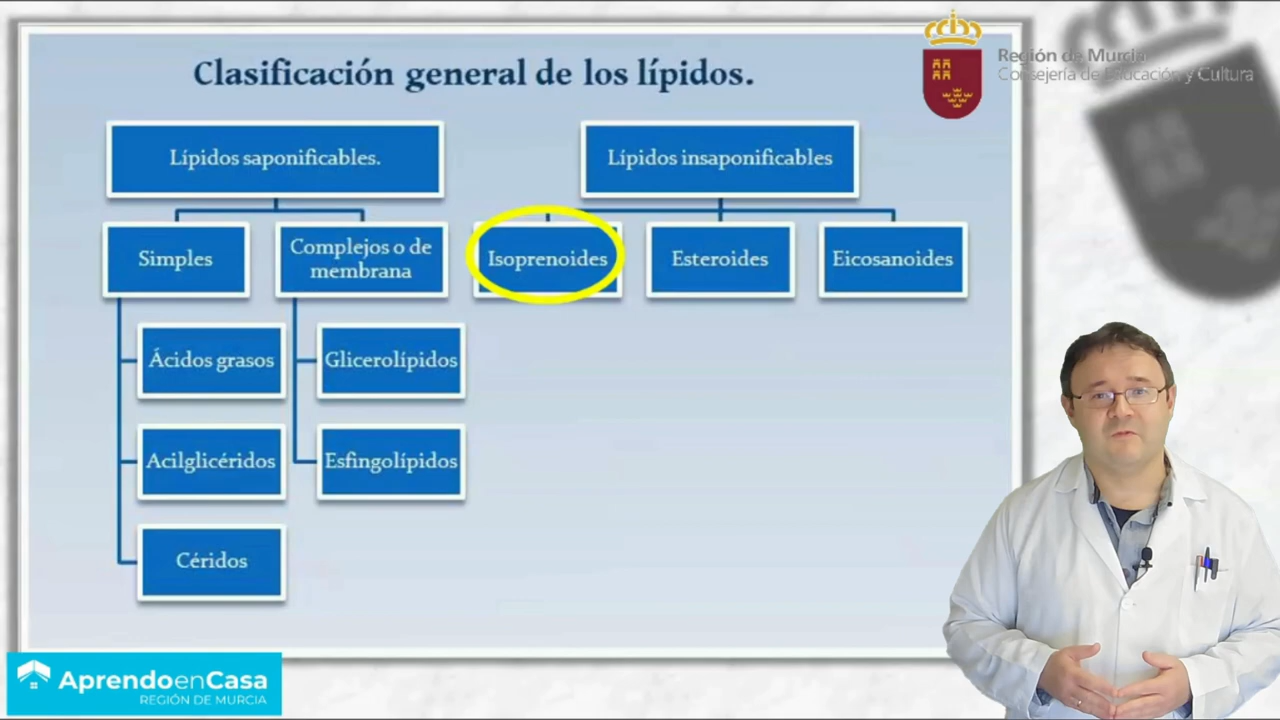 Clasificación general de los lípidos.
Región de Murcia
Consejería de Educación y Cultura
Lípidos saponificables.
Lípidos insaponificables
Simples
Complejos o de
membrana
Isoprenoides
Esteroides
Eicosanoides
Ácidos grasos
Glicerolípidos
Acilglicéridos
Esfingolípidos
Céridos
AprendoenCasa
REGIÓN DE MURCIA